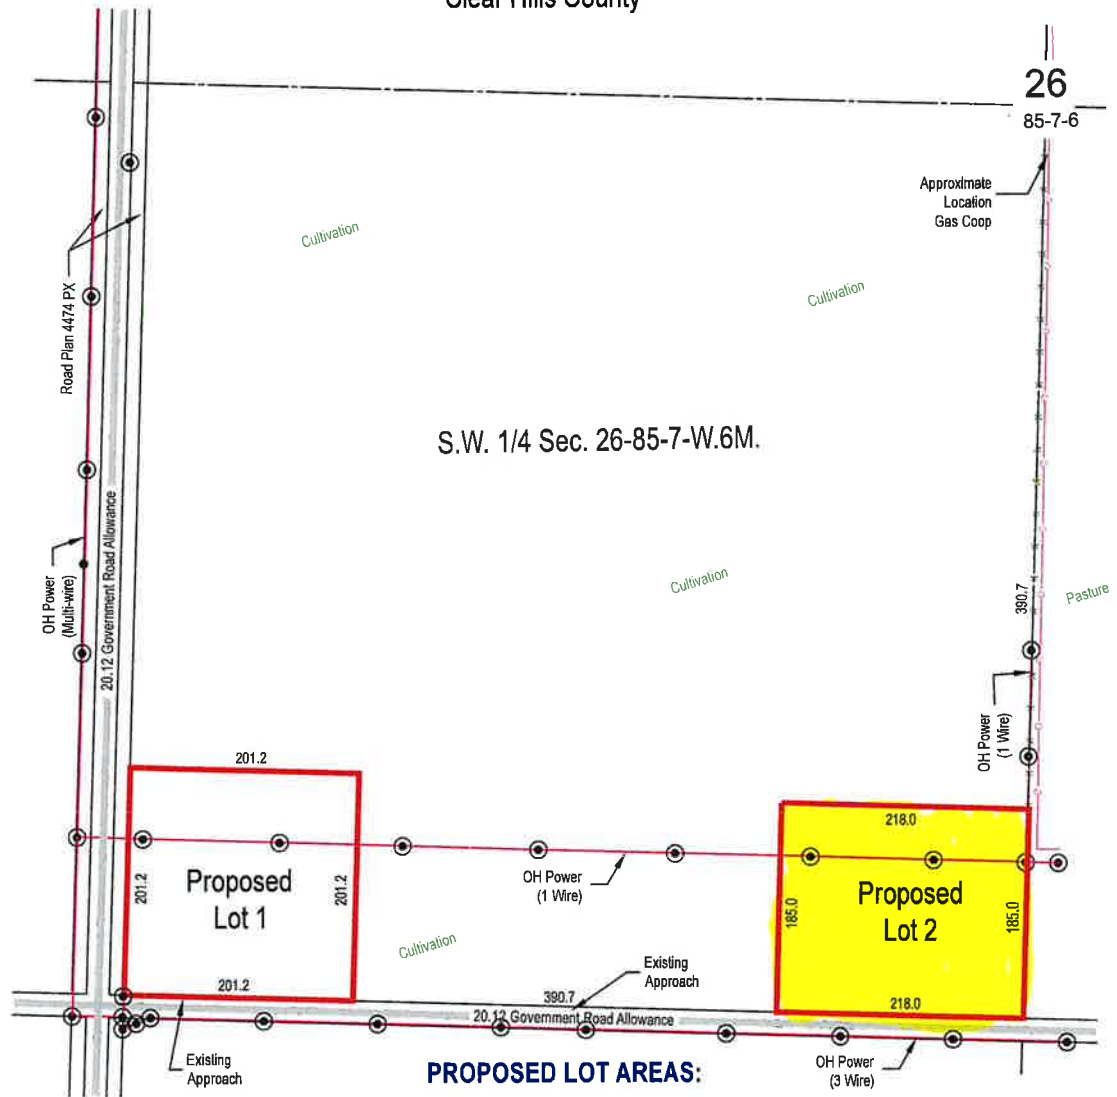 Clear Hills County
26
85-7-6
Approximate
Location
Gas Coop
Cultivation
Cultivation
Road Plan 4474 PX
S.W. 1/4 Sec. 26-85-7-W.6M.
20.12 Government Road Allowance
OH Power
(Multi-wire)
Cultivation
390.7
Pasture
OH Power
(1 Wire)
201.2
218.0
201.2
Proposed
Lot 1
201.2
OH Power
(1 Wire)
185.0
Proposed
Lot 2
185.0
Cultivation
201.2
Existing
Approach
390.7
218.0
20.12 Government Road Allowance
Existing
Approach
OH Power
(3 Wire)
PROPOSED LOT AREAS: